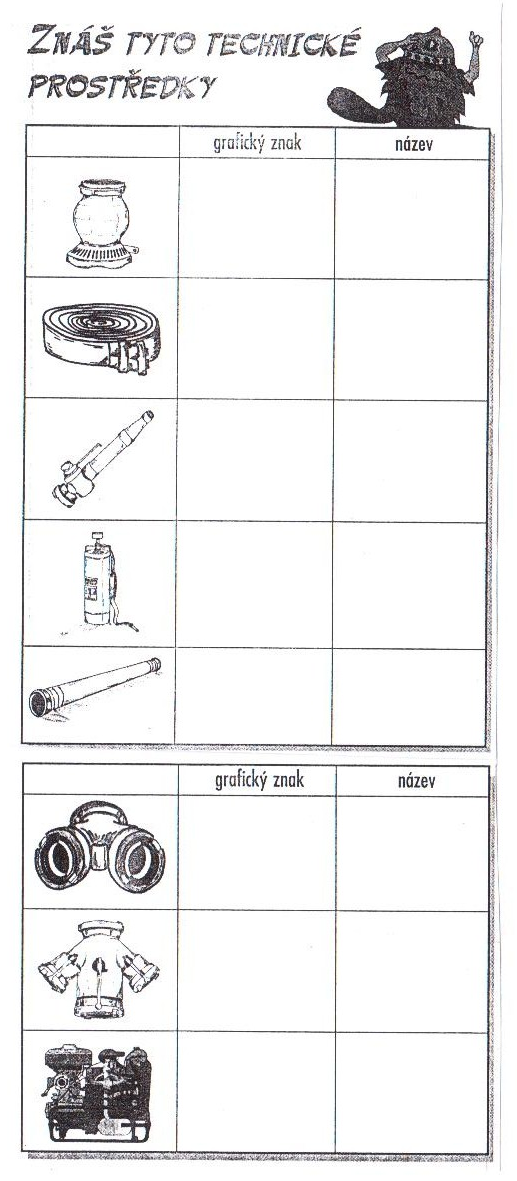 ZNÁŠ TYTO TECHNICKÉ
PROSTŘEDKY
grafický znak název
grafický znak název